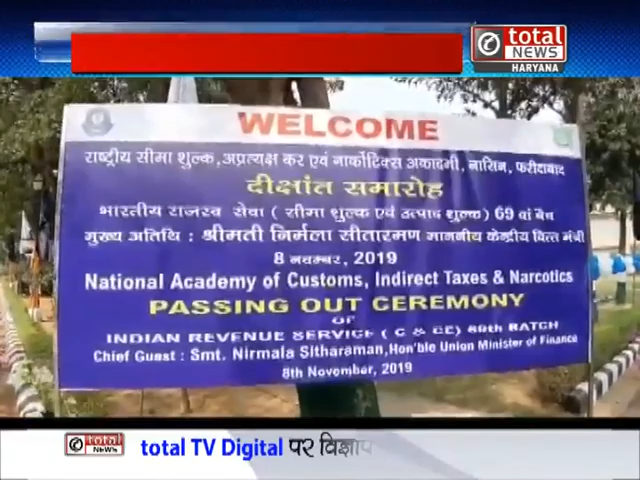 total
NEWS
HARYANA
WELCOME
राष्ट्रीय सीमा शुल्क, अप्रत्यक्ष कर एवं नार्कोटिक्स अकादमी, नासिन, फरीदाबाद
दीक्षांत समारोह
भारतीय राजस्व सेवा ( सीमा शुल्क एवं उत्पाद शुल्क) 69 वां बैच
मुख्य अतिथि : श्रीमती निर्मला सीतारमण माननीय केन्द्रीय वित्त मंत्री
8 नवम्बर, 2019
National Academy of Customs, Indirect Taxes & Narcotics
PASSING OUT CEREMONY
OF
INDIAN REVENUE SERVICE ( C & CE) 69th BATCH
Chief Guest : Smt. Nirmala Sitharaman, Hon'ble Union Minister of Finance
8th November, 2019
total
NEWS
total TV Digital पर विज्ञाप